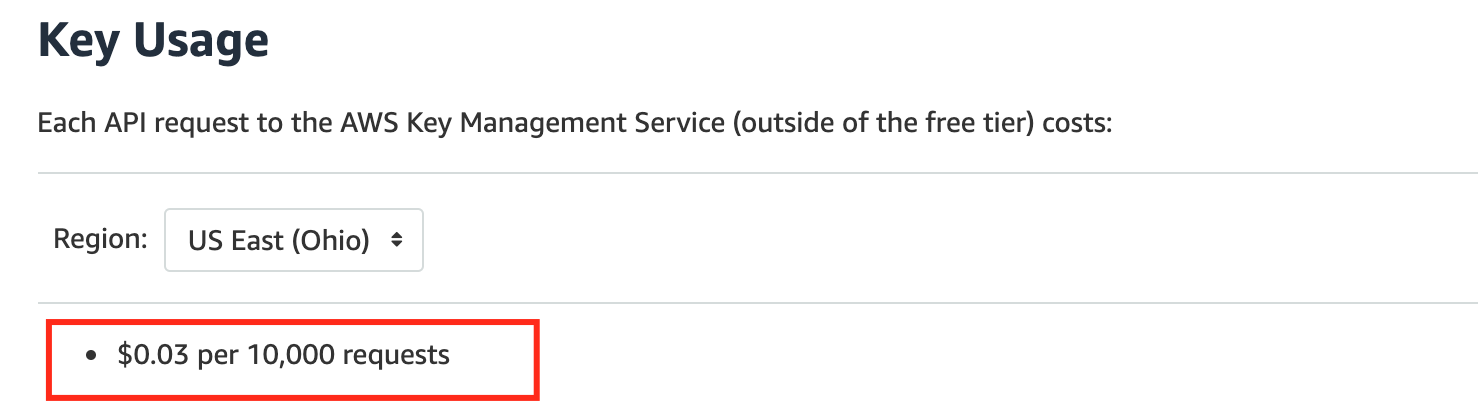 Key Usage
Each API request to the AWS Key Management Service (outside of the free tier) costs:
Region: US East (Ohio)
• $0.03 per 10,000 requests